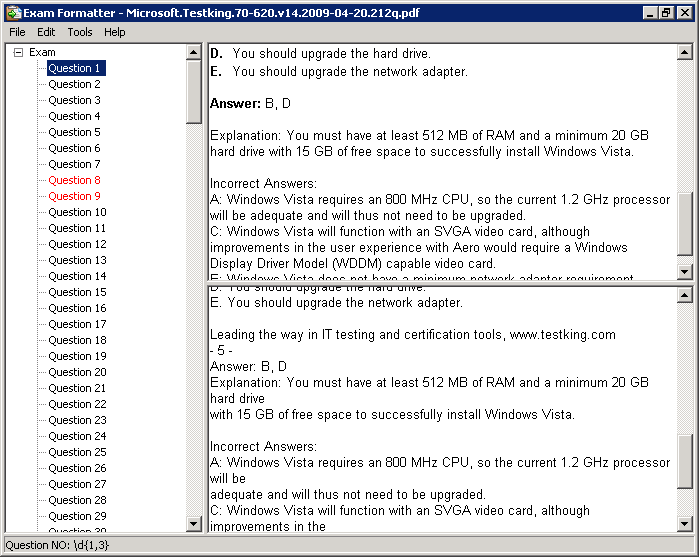 Exam Formatter - Microsoft.Testking.70-620.v14.2009-04-20.212q.pdf
File Edit Tools Help
Exam
Question 1
Question 2
Question 3
Question 4
Question 5
Question 6
Question 7
Question 8
Question 9
Question 10
Question 11
Question 12
Question 13
Question 14
Question 15
Question 16
Question 17
Question 18
Question 19
Question 20
Question 21
Question 22
Question 23
Question 24
Question 25
Question 26
Question 27
Question 28
Question 29
Question 30
D. You should upgrade the hard drive.
E. You should upgrade the network adapter.
Answer: B, D
Explanation: You must have at least 512 MB of RAM and a minimum 20 GB
hard drive with 15 GB of free space to successfully install Windows Vista.
Incorrect Answers:
A: Windows Vista requires an 800 MHz CPU, so the current 1.2 GHz processor
will be adequate and will thus not need to be upgraded.
C: Windows Vista will function with an SVGA video card, although
improvements in the user experience with Aero would require a Windows
Display Driver Model (WDDM) capable video card.
E: Windows Vista does not have a minimum network adapter requirement
D. You should upgrade the hard drive.
E. You should upgrade the network adapter.
Leading the way in IT testing and certification tools, www.testking.com
- 5 -
Answer: B, D
Explanation: You must have at least 512 MB of RAM and a minimum 20 GB
hard drive
with 15 GB of free space to successfully install Windows Vista.
Incorrect Answers:
A: Windows Vista requires an 800 MHz CPU, so the current 1.2 GHz processor
will be
adequate and will thus not need to be upgraded.
C: Windows Vista will function with an SVGA video card, although
improvements in the
Question NO: \d{1,3}